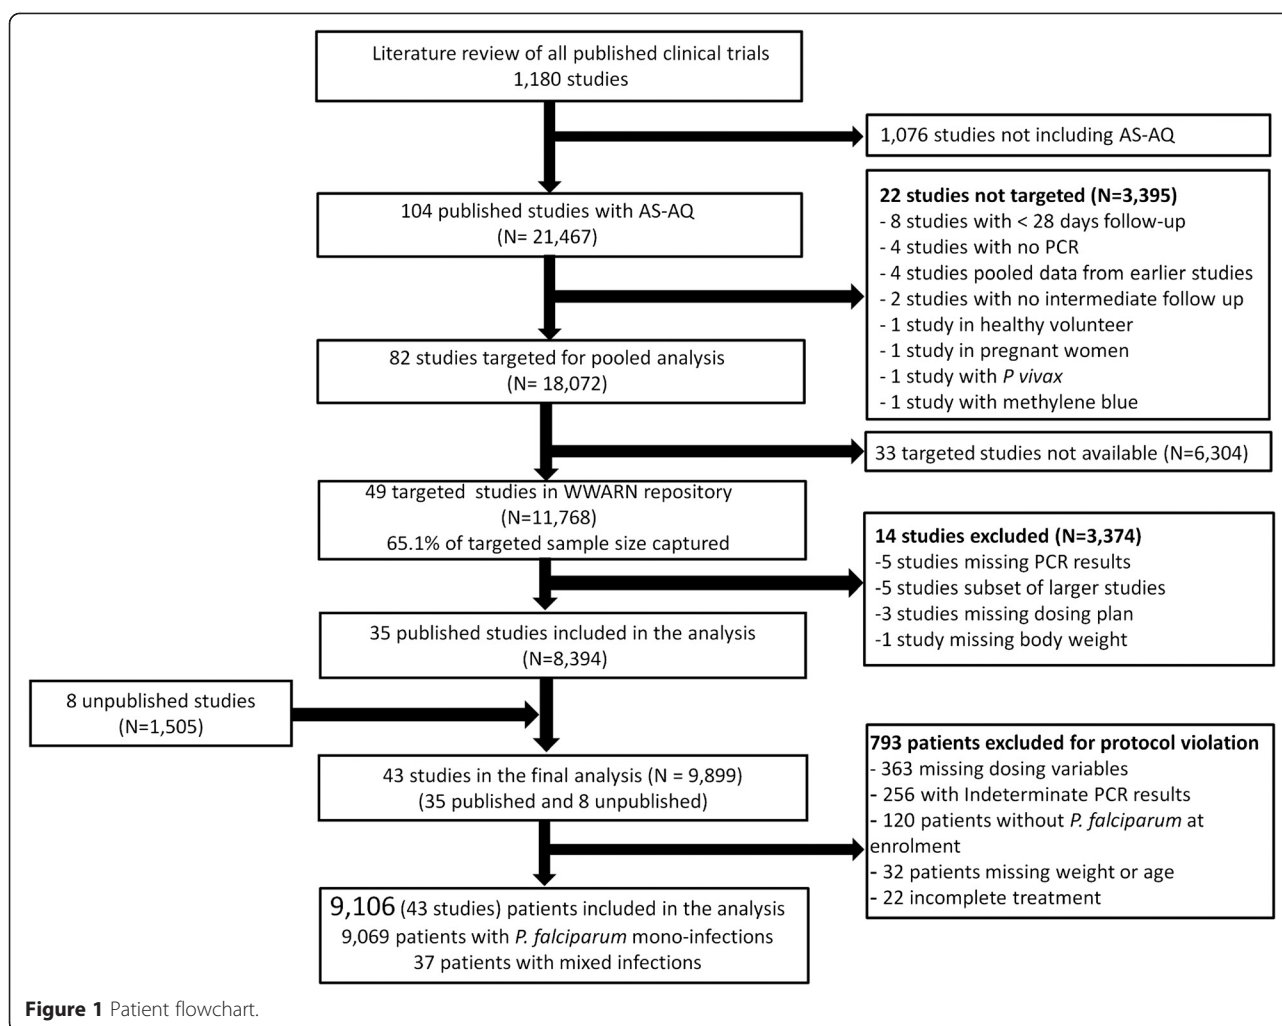 Literature review of all published clinical trials
1,180 studies
1,076 studies not including AS-AQ
104 published studies with AS-AQ
(N= 21,467)
22 studies not targeted (N=3,395)
- 8 studies with < 28 days follow-up
- 4 studies with no PCR
- 4 studies pooled data from earlier studies
- 2 studies with no intermediate follow up
- 1 study in healthy volunteer
- 1 study in pregnant women
- 1 study with P vivax
- 1 study with methylene blue
82 studies targeted for pooled analysis
(N= 18,072)
33 targeted studies not available (N=6,304)
49 targeted studies in WWARN repository
(N=11,768)
65.1% of targeted sample size captured
14 studies excluded (N=3,374)
-5 studies missing PCR results
-5 studies subset of larger studies
-3 studies missing dosing plan
-1 study missing body weight
35 published studies included in the analysis
(N=8,394)
8 unpublished studies
(N=1,505)
43 studies in the final analysis (N = 9,899)
(35 published and 8 unpublished)
793 patients excluded for protocol violation
- 363 missing dosing variables
- 256 with Indeterminate PCR results
- 120 patients without P. falciparum at
enrolment
- 32 patients missing weight or age
- 22 incomplete treatment
9,106 (43 studies) patients included in the analysis
9,069 patients with P. falciparum mono-infections
37 patients with mixed infections
Figure 1 Patient flowchart.